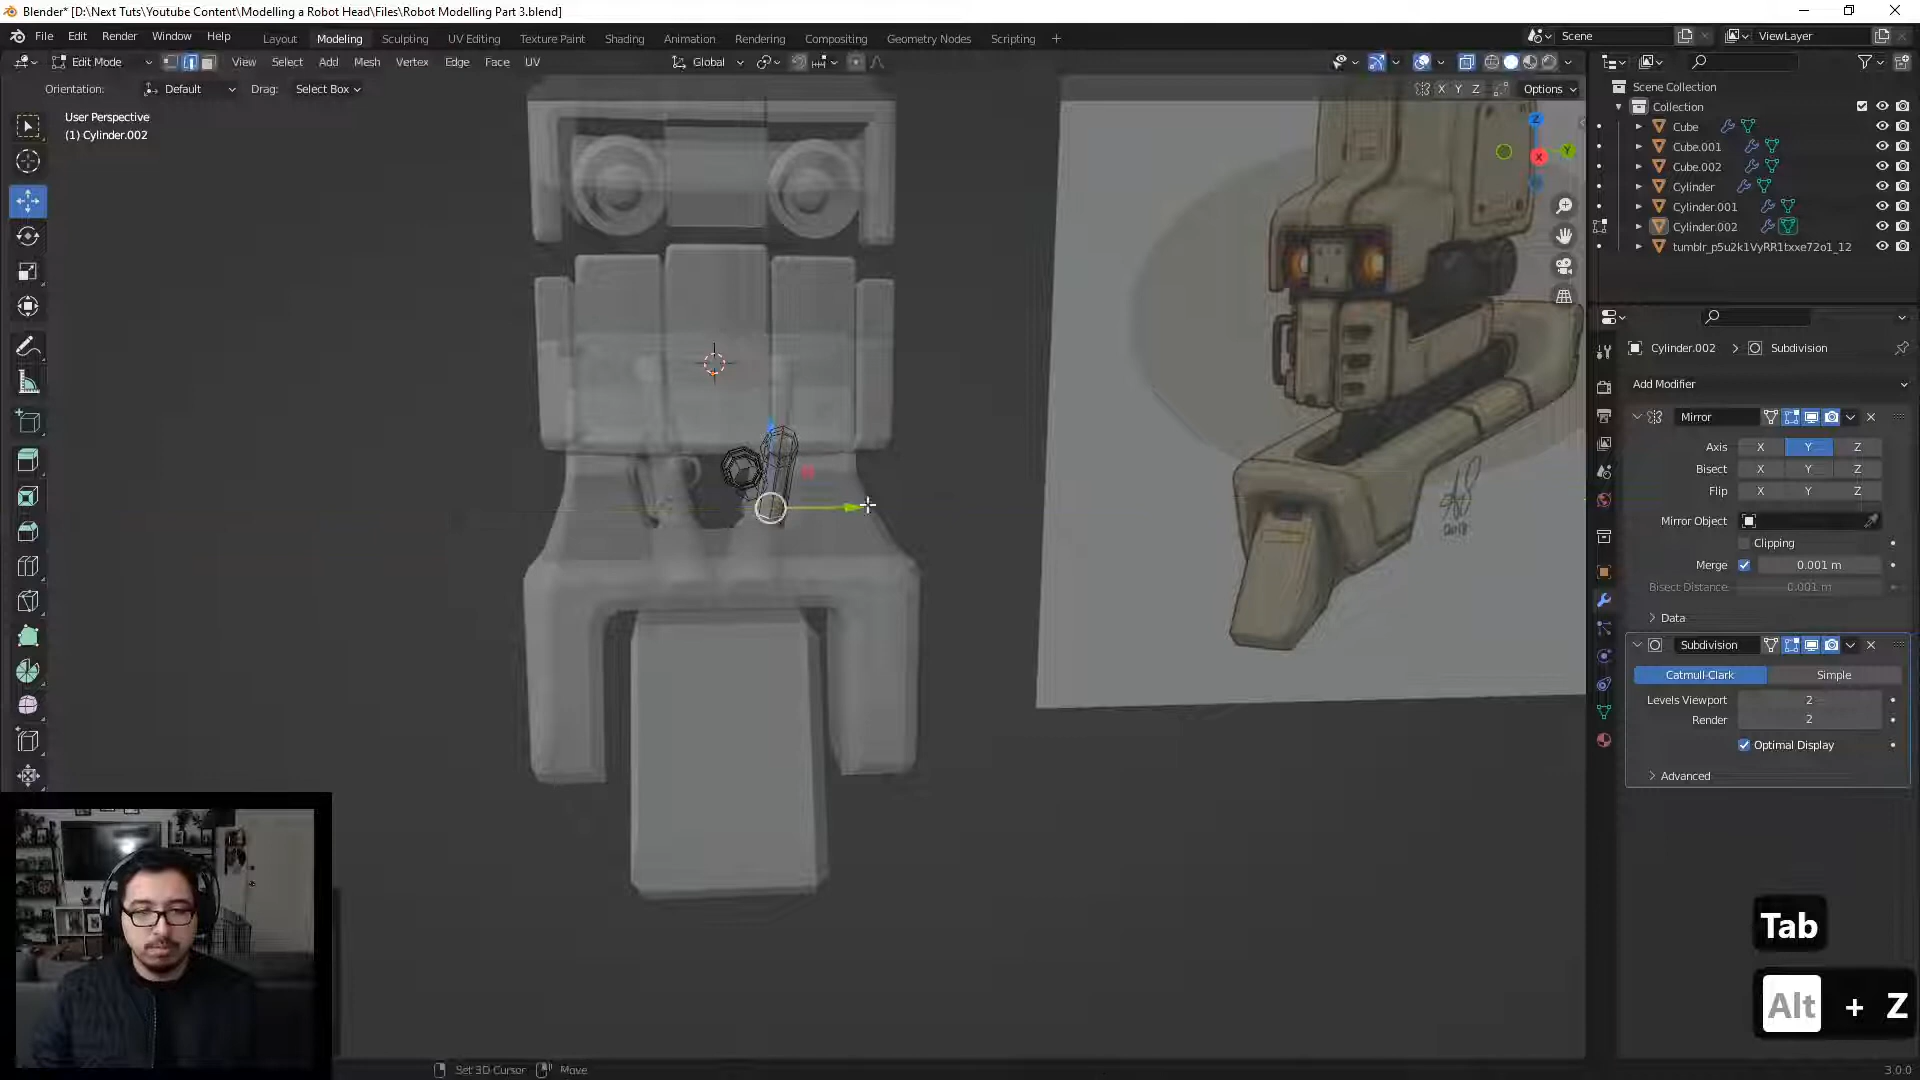 Blender* [D:\Next Tuts\Youtube Content\Modelling a Robot Head\Files\Robot Modelling Part 3.blend]
File Edit Render Window Help
Layout Modeling Sculpting UV Editing Texture Paint Shading Animation Rendering Compositing Geometry Nodes Scripting +
Scene
ViewLayer
Edit Mode
View Select Add Mesh Vertex Edge Face UV
Global
Orientation: Default Drag: Select Box
X Y Z Options
User Perspective
(1) Cylinder.002
Z
Y
X
Scene Collection
Collection
Cube
Cube.001
Cube.002
Cylinder
Cylinder.001
Cylinder.002
tumblr_p5u2k1VyRR1txxe72o1_12
Cylinder.002 > Subdivision
Add Modifier
Mirror
Axis X Y Z
Bisect X Y Z
Flip X Y Z
Mirror Object
Clipping
Merge 0.001 m
Bisect Distance 0.001 m
Data
Subdivision
Catmull-Clark Simple
Levels Viewport 2
Render 2
Optimal Display
Advanced
Tab
Alt + Z
Set 3D Cursor Move
3.0.0